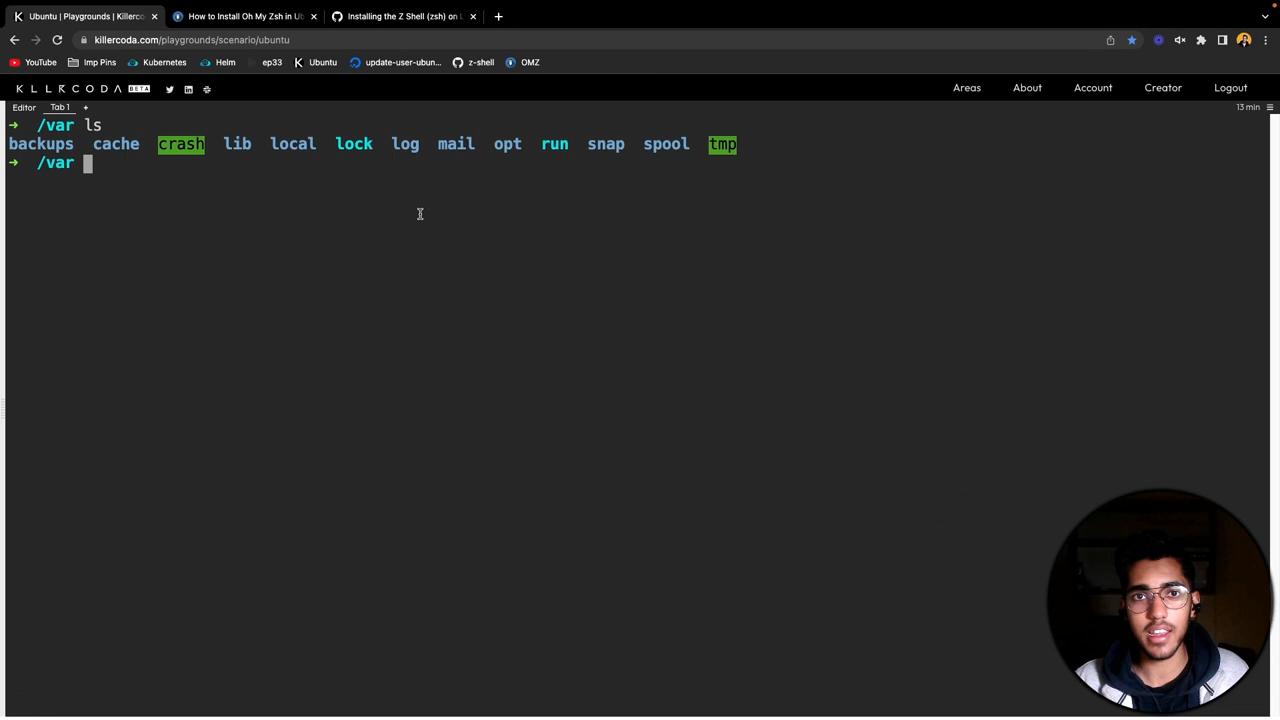 Ubuntu | Playgrounds | Killerco
How to Install Oh My Zsh in Ub
Installing the Z Shell (zsh) on L
killercoda.com/playgrounds/scenario/ubuntu
YouTube Imp Pins Kubernetes Helm ep33 Ubuntu update-user-ubun... z-shell OMZ
KILLERCODA BETA
Areas About Account Creator Logout
Editor Tab 1 +
13 min
→ /var ls
backups cache crash lib local lock log mail opt run snap spool tmp
→ /var